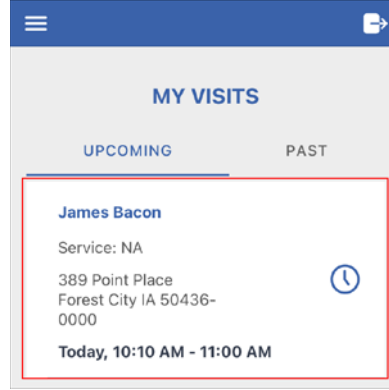 MY VISITS
UPCOMING PAST
James Bacon
Service: NA
389 Point Place
Forest City IA 50436-
0000
Today, 10:10 AM - 11:00 AM